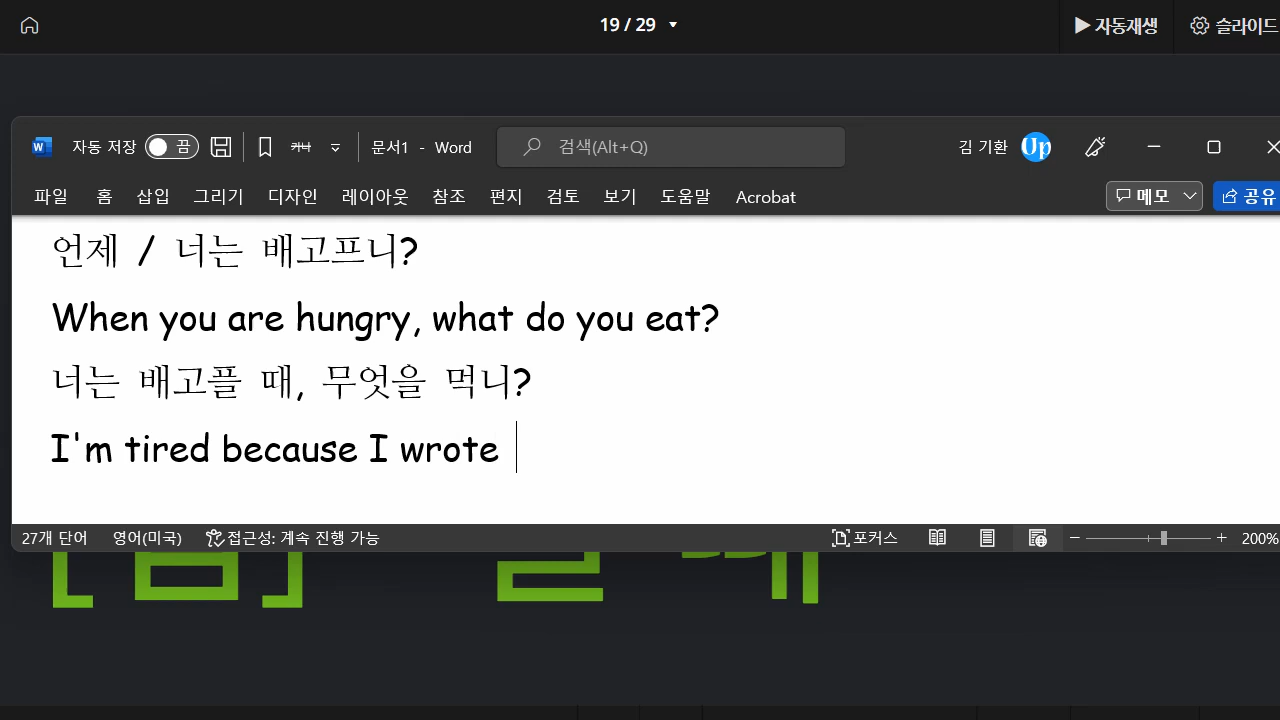 19 / 29
자동재생
슬라이드
자동 저장 끔
가나
문서1 - Word
검색(Alt+Q)
김 기환
Up
파일 홈 삽입 그리기 디자인 레이아웃 참조 편지 검토 보기 도움말 Acrobat
메모
공유
언제 / 너는 배고프니?
When you are hungry, what do you eat?
너는 배고플 때, 무엇을 먹니?
I'm tired because I wrote
27개 단어 영어(미국) 접근성: 계속 진행 가능
포커스
200%